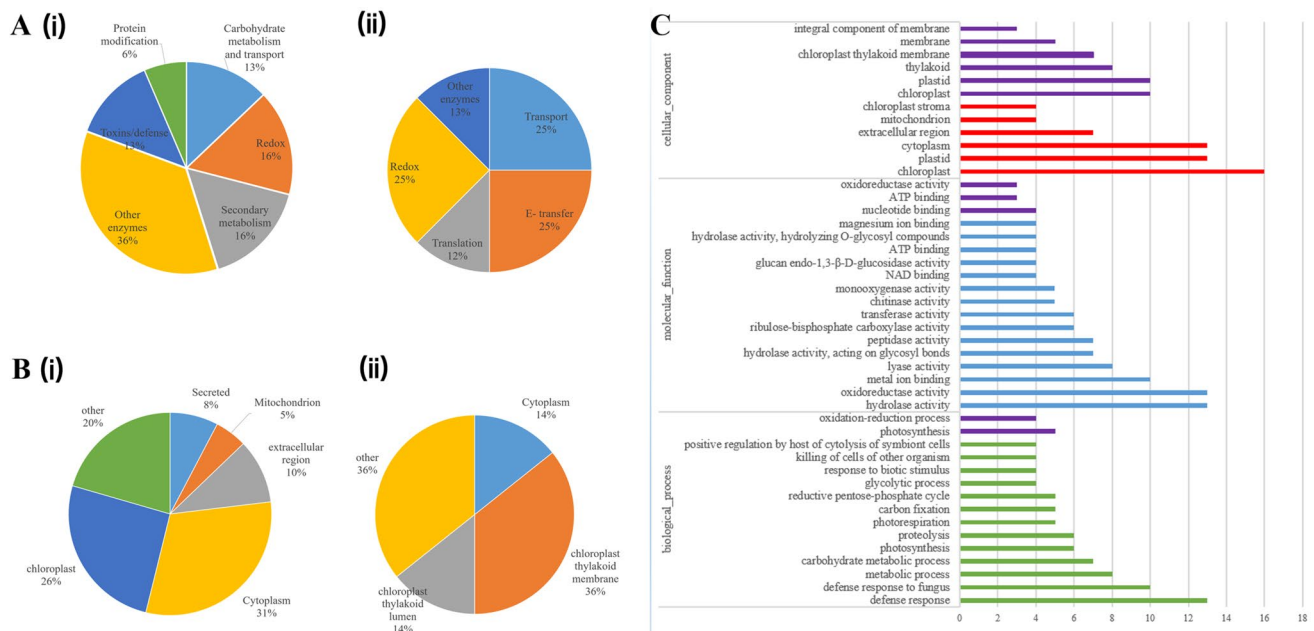 A (i)
Protein
modification
6%
Carbohydrate
metabolism
and transport
13%
Redox
16%
Secondary
metabolism
16%
Other
enzymes
36%
Toxins/defense
13%
(ii)
Other
enzymes
13%
Transport
25%
E- transfer
25%
Translation
12%
Redox
25%
B (i)
Secreted
8%
Mitochondrion
5%
extracellular
region
10%
Cytoplasm
31%
chloroplast
26%
other
20%
(ii)
Cytoplasm
14%
chloroplast
thylakoid
membrane
36%
chloroplast
thylakoid
lumen
14%
other
36%
C
cellular_component
integral component of membrane
membrane
chloroplast thylakoid membrane
thylakoid
plastid
chloroplast
chloroplast stroma
mitochondrion
extracellular region
cytoplasm
plastid
chloroplast
molecular_function
oxidoreductase activity
ATP binding
nucleotide binding
magnesium ion binding
hydrolase activity, hydrolyzing O-glycosyl compounds
ATP binding
glucan endo-1,3-β-D-glucosidase activity
NAD binding
monooxygenase activity
chitinase activity
transferase activity
ribulose-bisphosphate carboxylase activity
peptidase activity
hydrolase activity, acting on glycosyl bonds
lyase activity
metal ion binding
oxidoreductase activity
hydrolase activity
biological_process
oxidation-reduction process
photosynthesis
positive regulation by host of cytolysis of symbiont cells
killing of cells of other organism
response to biotic stimulus
glycolytic process
reductive pentose-phosphate cycle
carbon fixation
photorespiration
proteolysis
photosynthesis
carbohydrate metabolic process
metabolic process
defense response to fungus
defense response
0 2 4 6 8 10 12 14 16 18